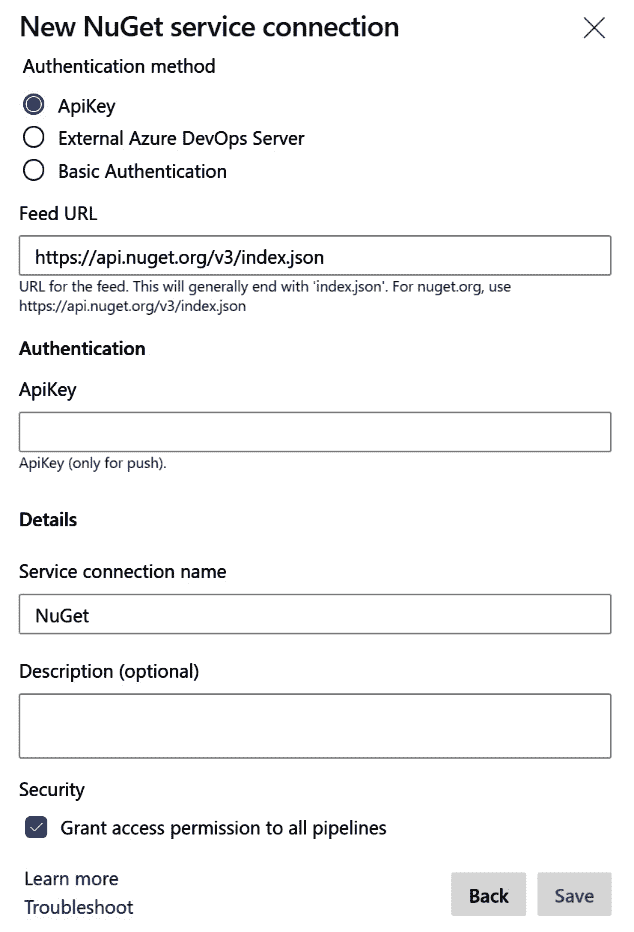 New NuGet service connection
Authentication method
ApiKey
External Azure DevOps Server
Basic Authentication
Feed URL
https://api.nuget.org/v3/index.json
URL for the feed. This will generally end with 'index.json'. For nuget.org, use
https://api.nuget.org/v3/index.json
Authentication
ApiKey
ApiKey (only for push).
Details
Service connection name
NuGet
Description (optional)
Security
Grant access permission to all pipelines
Learn more
Troubleshoot
Back
Save